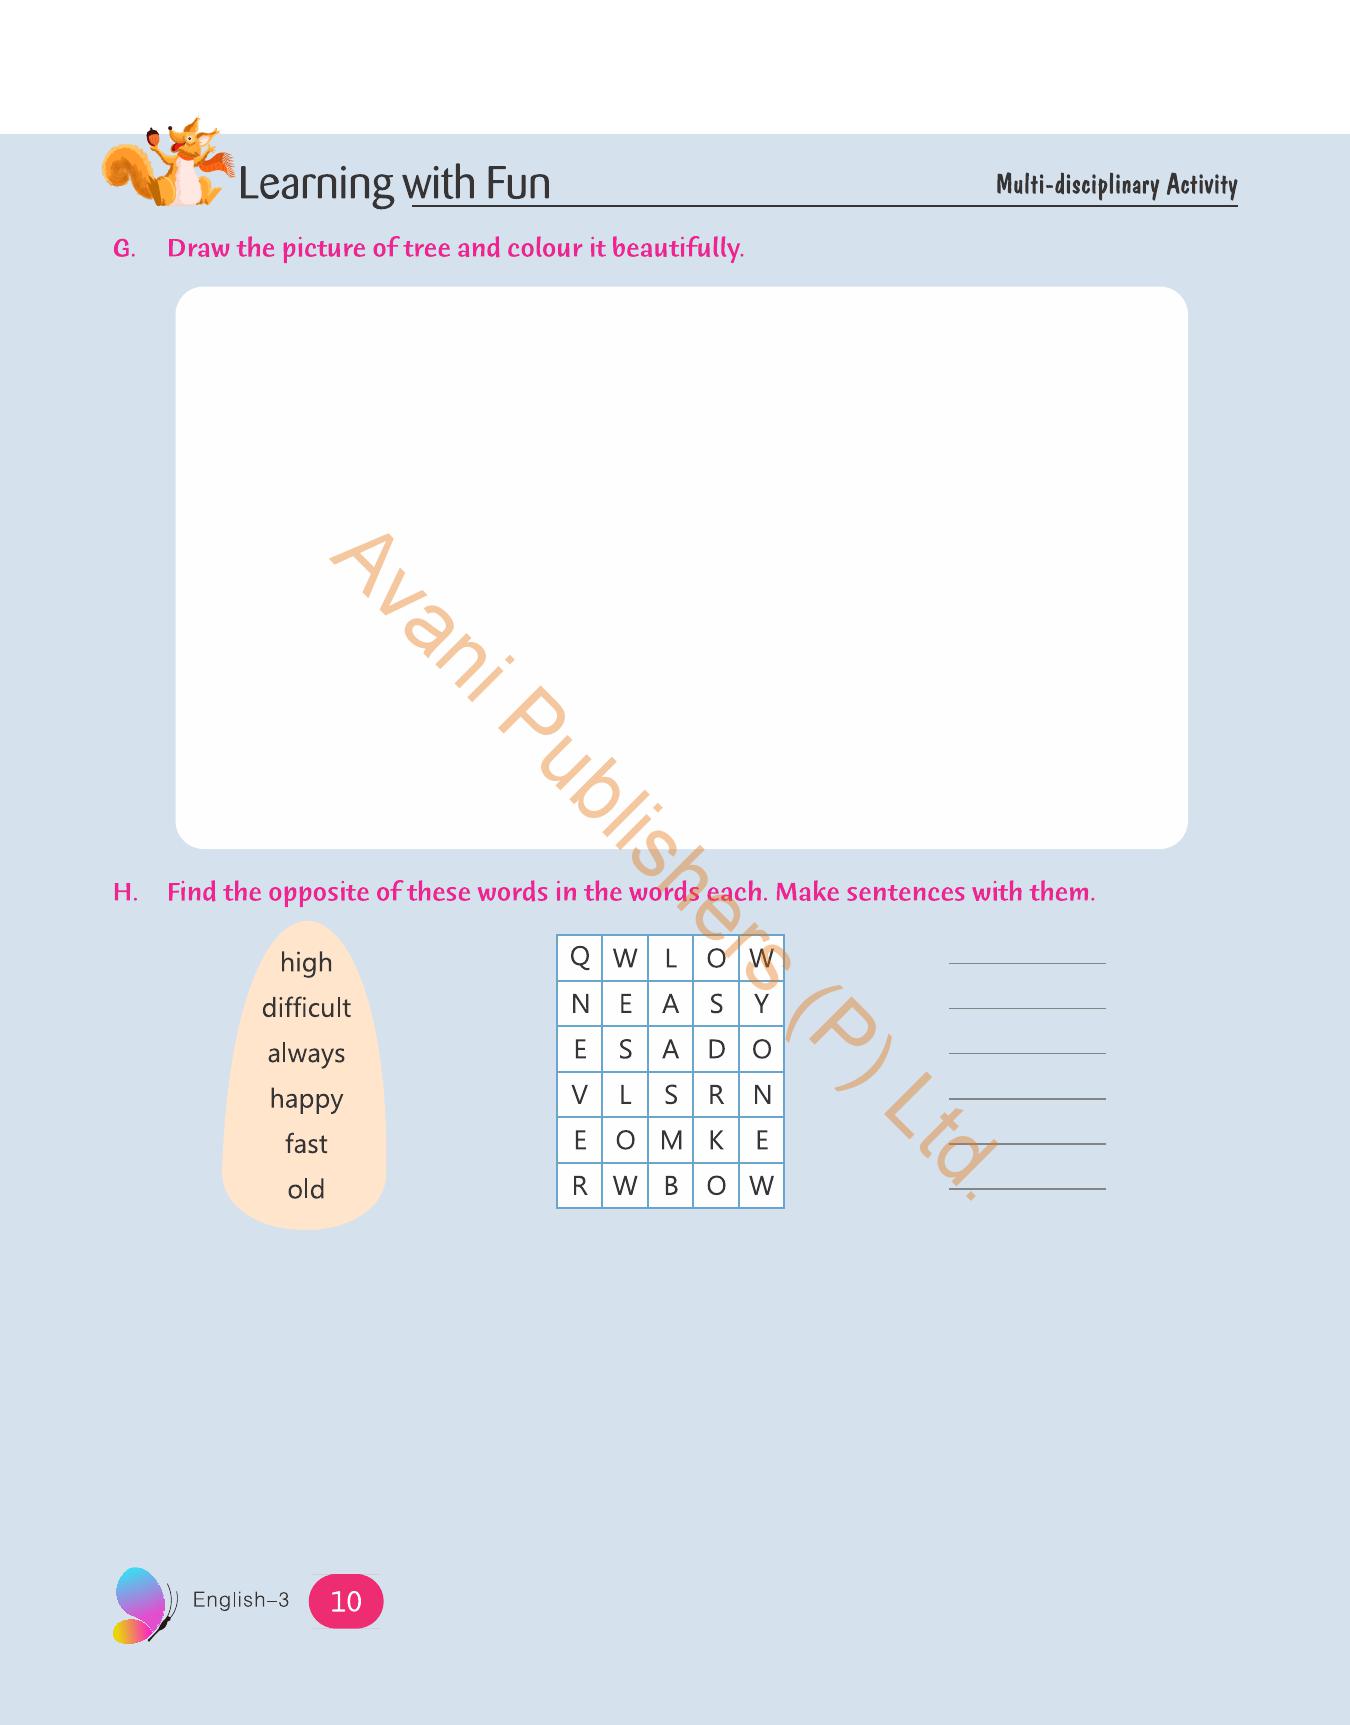 Learning with Fun
Multi-disciplinary Activity
G. Draw the picture of tree and colour it beautifully.
H. Find the opposite of these words in the words each. Make sentences with them.
high
difficult
always
happy
fast
old
Q W L O W
N E A S Y
E S A D O
V L S R N
E O M K E
R W B O W
Avani Publishers (P) Ltd.
English–3
10